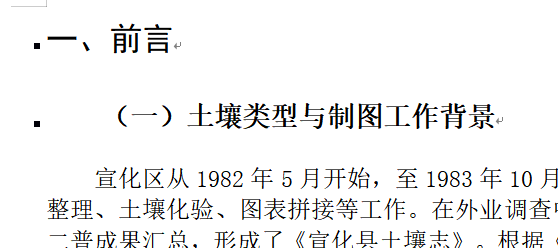 一、前言
（一）土壤类型与制图工作背景
宣化区从 1982 年 5 月开始，至 1983 年 10 月
整理、土壤化验、图表拼接等工作。在外业调查
二普成果汇总，形成了《宣化县土壤志》。根据